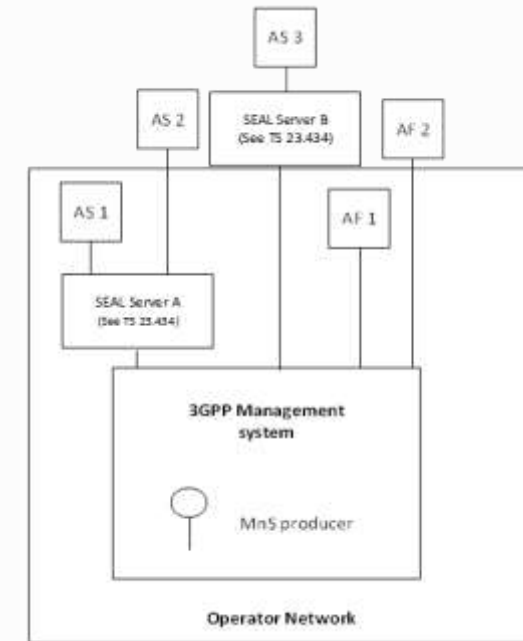 AS 3
AS 2
SEAL Server B
(See TS 23.434)
AF 2
AS 1
AF 1
SEAL Server A
(See TS 23.434)
3GPP Management
system
MnS producer
Operator Network